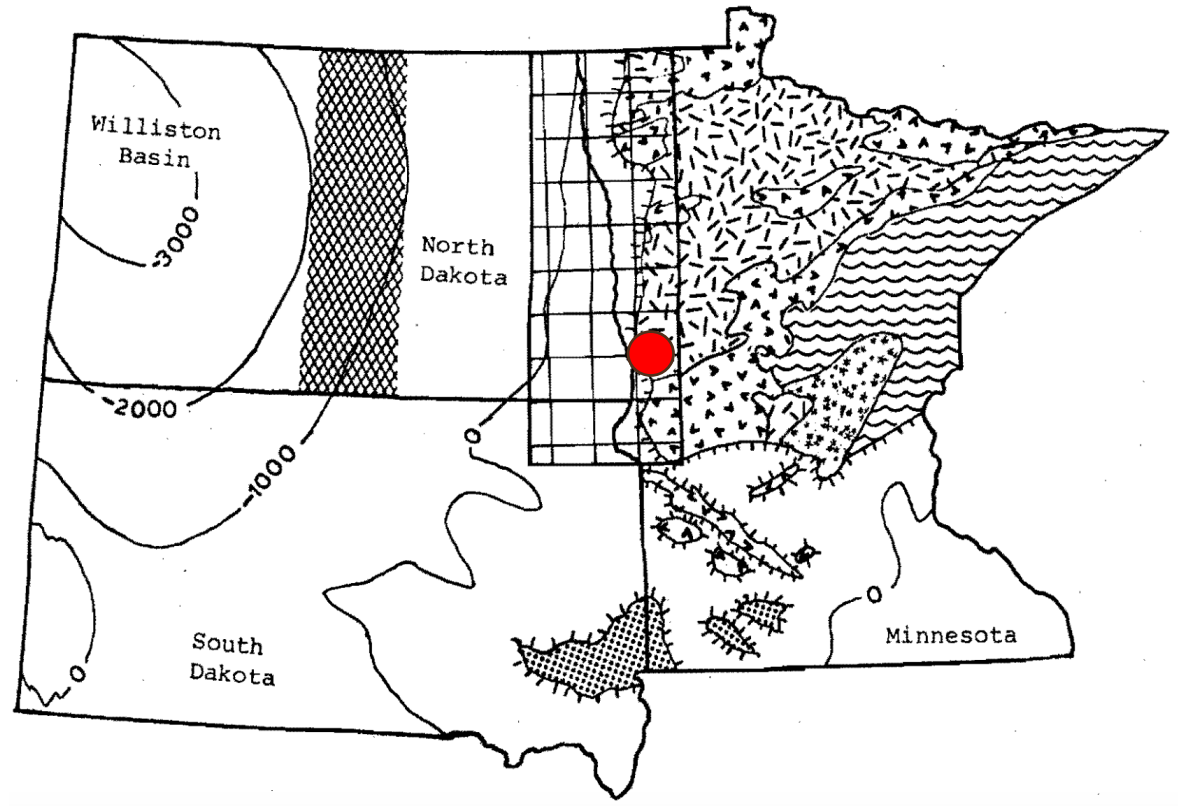 Williston
Basin
-3000
North
Dakota
-2000
0
-1000
0
South
Dakota
0
Minnesota